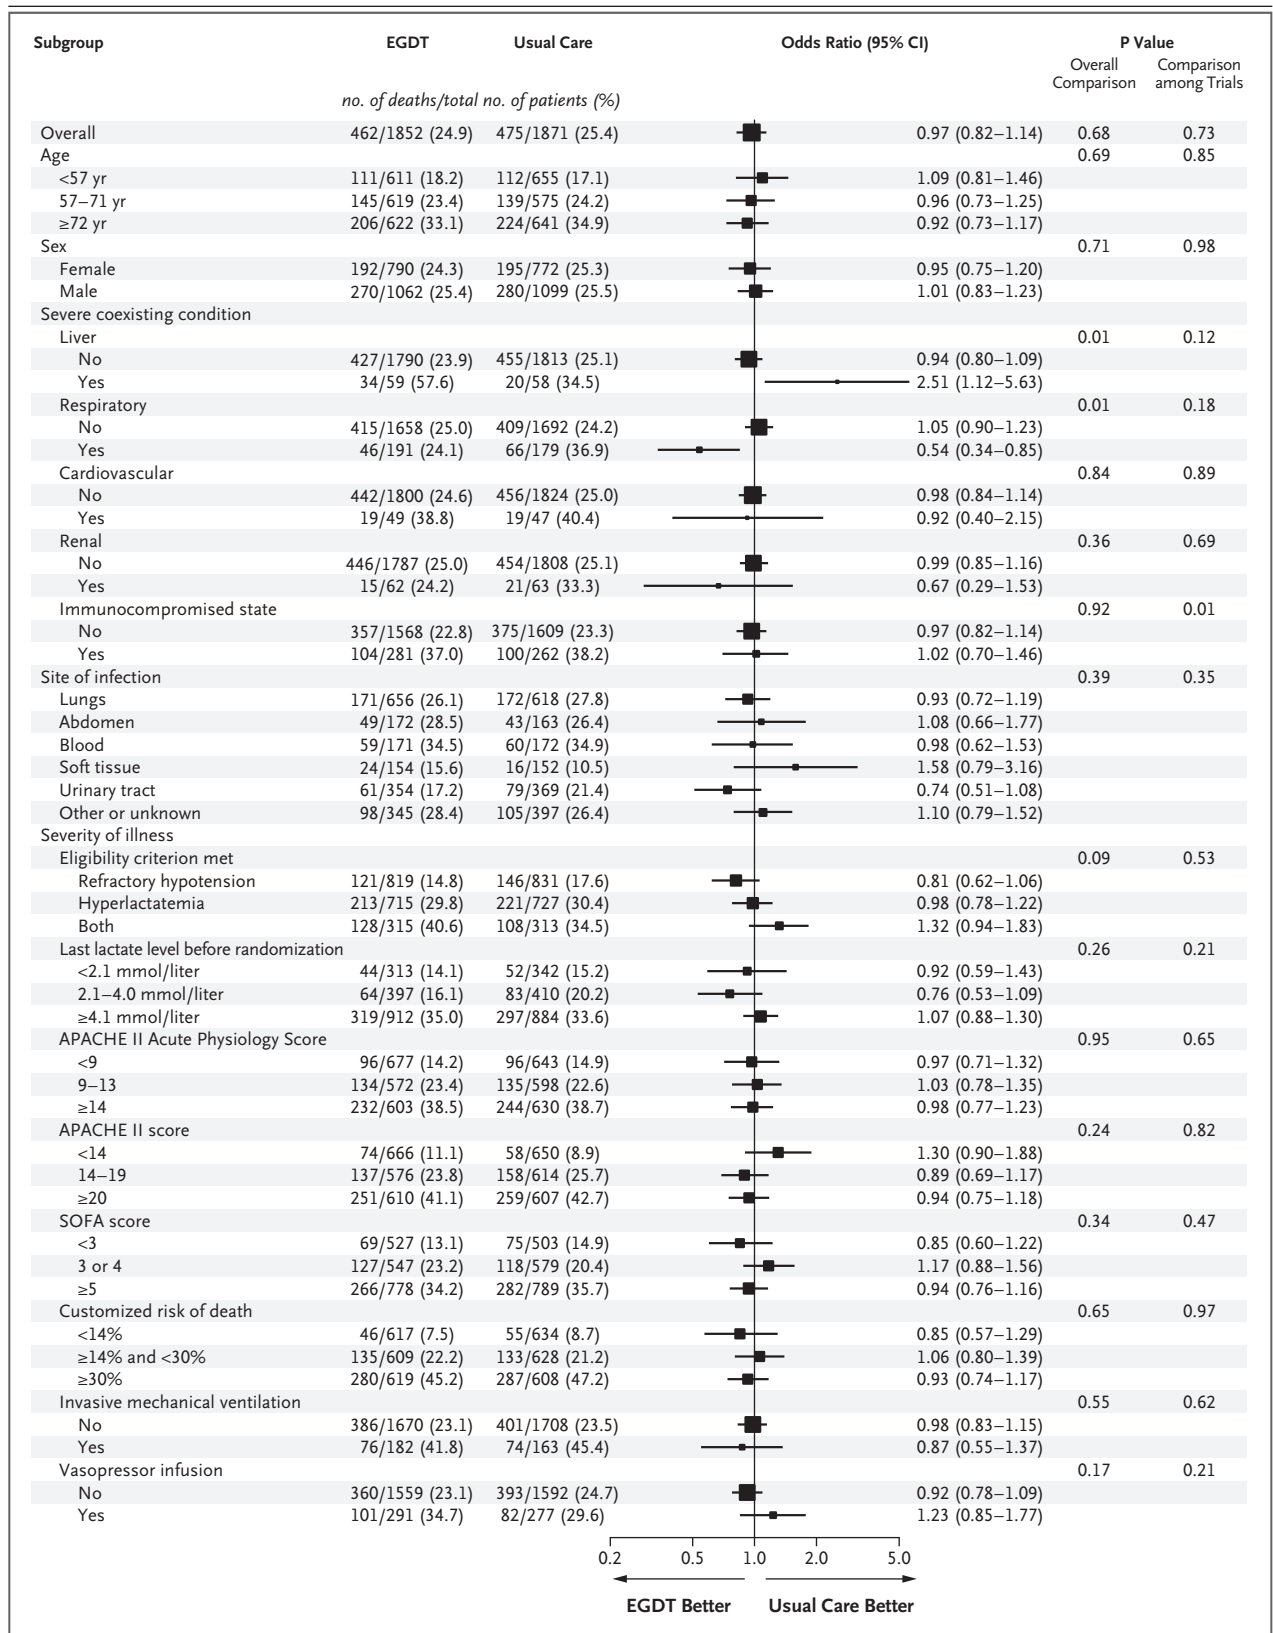 Subgroup EGDT Usual Care Odds Ratio (95% CI) P Value
Overall Comparison Comparison among Trials
no. of deaths/total no. of patients (%)
Overall 462/1852 (24.9) 475/1871 (25.4) 0.97 (0.82–1.14) 0.68 0.73
Age 0.69 0.85
<57 yr 111/611 (18.2) 112/655 (17.1) 1.09 (0.81–1.46)
57–71 yr 145/619 (23.4) 139/575 (24.2) 0.96 (0.73–1.25)
≥72 yr 206/622 (33.1) 224/641 (34.9) 0.92 (0.73–1.17)
Sex 0.71 0.98
Female 192/790 (24.3) 195/772 (25.3) 0.95 (0.75–1.20)
Male 270/1062 (25.4) 280/1099 (25.5) 1.01 (0.83–1.23)
Severe coexisting condition
Liver 0.01 0.12
No 427/1790 (23.9) 455/1813 (25.1) 0.94 (0.80–1.09)
Yes 34/59 (57.6) 20/58 (34.5) 2.51 (1.12–5.63)
Respiratory 0.01 0.18
No 415/1658 (25.0) 409/1692 (24.2) 1.05 (0.90–1.23)
Yes 46/191 (24.1) 66/179 (36.9) 0.54 (0.34–0.85)
Cardiovascular 0.84 0.89
No 442/1800 (24.6) 456/1824 (25.0) 0.98 (0.84–1.14)
Yes 19/49 (38.8) 19/47 (40.4) 0.92 (0.40–2.15)
Renal 0.36 0.69
No 446/1787 (25.0) 454/1808 (25.1) 0.99 (0.85–1.16)
Yes 15/62 (24.2) 21/63 (33.3) 0.67 (0.29–1.53)
Immunocompromised state 0.92 0.01
No 357/1568 (22.8) 375/1609 (23.3) 0.97 (0.82–1.14)
Yes 104/281 (37.0) 100/262 (38.2) 1.02 (0.70–1.46)
Site of infection 0.39 0.35
Lungs 171/656 (26.1) 172/618 (27.8) 0.93 (0.72–1.19)
Abdomen 49/172 (28.5) 43/163 (26.4) 1.08 (0.66–1.77)
Blood 59/171 (34.5) 60/172 (34.9) 0.98 (0.62–1.53)
Soft tissue 24/154 (15.6) 16/152 (10.5) 1.58 (0.79–3.16)
Urinary tract 61/354 (17.2) 79/369 (21.4) 0.74 (0.51–1.08)
Other or unknown 98/345 (28.4) 105/397 (26.4) 1.10 (0.79–1.52)
Severity of illness
Eligibility criterion met 0.09 0.53
Refractory hypotension 121/819 (14.8) 146/831 (17.6) 0.81 (0.62–1.06)
Hyperlactatemia 213/715 (29.8) 221/727 (30.4) 0.98 (0.78–1.22)
Both 128/315 (40.6) 108/313 (34.5) 1.32 (0.94–1.83)
Last lactate level before randomization 0.26 0.21
<2.1 mmol/liter 44/313 (14.1) 52/342 (15.2) 0.92 (0.59–1.43)
2.1–4.0 mmol/liter 64/397 (16.1) 83/410 (20.2) 0.76 (0.53–1.09)
≥4.1 mmol/liter 319/912 (35.0) 297/884 (33.6) 1.07 (0.88–1.30)
APACHE II Acute Physiology Score 0.95 0.65
<9 96/677 (14.2) 96/643 (14.9) 0.97 (0.71–1.32)
9–13 134/572 (23.4) 135/598 (22.6) 1.03 (0.78–1.35)
≥14 232/603 (38.5) 244/630 (38.7) 0.98 (0.77–1.23)
APACHE II score 0.24 0.82
<14 74/666 (11.1) 58/650 (8.9) 1.30 (0.90–1.88)
14–19 137/576 (23.8) 158/614 (25.7) 0.89 (0.69–1.17)
≥20 251/610 (41.1) 259/607 (42.7) 0.94 (0.75–1.18)
SOFA score 0.34 0.47
<3 69/527 (13.1) 75/503 (14.9) 0.85 (0.60–1.22)
3 or 4 127/547 (23.2) 118/579 (20.4) 1.17 (0.88–1.56)
≥5 266/778 (34.2) 282/789 (35.7) 0.94 (0.76–1.16)
Customized risk of death 0.65 0.97
<14% 46/617 (7.5) 55/634 (8.7) 0.85 (0.57–1.29)
≥14% and <30% 135/609 (22.2) 133/628 (21.2) 1.06 (0.80–1.39)
≥30% 280/619 (45.2) 287/608 (47.2) 0.93 (0.74–1.17)
Invasive mechanical ventilation 0.55 0.62
No 386/1670 (23.1) 401/1708 (23.5) 0.98 (0.83–1.15)
Yes 76/182 (41.8) 74/163 (45.4) 0.87 (0.55–1.37)
Vasopressor infusion 0.17 0.21
No 360/1559 (23.1) 393/1592 (24.7) 0.92 (0.78–1.09)
Yes 101/291 (34.7) 82/277 (29.6) 1.23 (0.85–1.77)
0.2 0.5 1.0 2.0 5.0
EGDT Better Usual Care Better